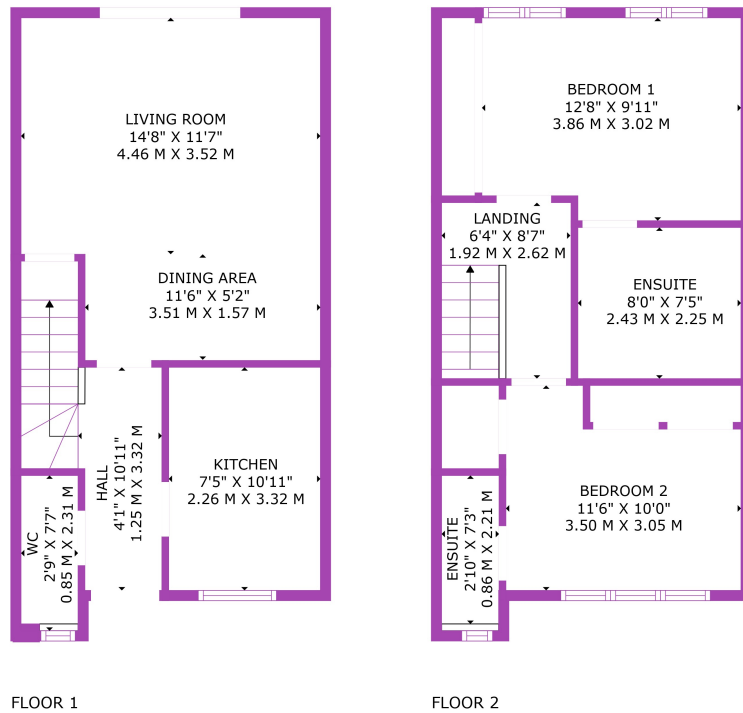 LIVING ROOM
14'8" X 11'7"
4.46 M X 3.52 M
DINING AREA
11'6" X 5'2"
3.51 M X 1.57 M
HALL
4'1" X 10'11"
1.25 M X 3.32 M
KITCHEN
7'5" X 10'11"
2.26 M X 3.32 M
WC
2'9" X 7'7"
0.85 M X 2.31 M
FLOOR 1
BEDROOM 1
12'8" X 9'11"
3.86 M X 3.02 M
LANDING
6'4" X 8'7"
1.92 M X 2.62 M
ENSUITE
8'0" X 7'5"
2.43 M X 2.25 M
BEDROOM 2
11'6" X 10'0"
3.50 M X 3.05 M
ENSUITE
2'10" X 7'3"
0.86 M X 2.21 M
FLOOR 2